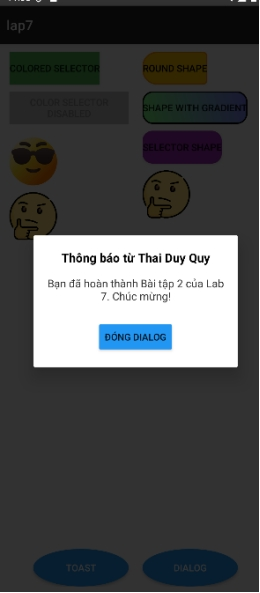 lap7
COLORED SELECTOR
ROUND SHAPE
COLOR SELECTOR
DISABLED
SHAPE WITH GRADIENT
SELECTOR SHAPE
Thông báo từ Thai Duy Quy
Bạn đã hoàn thành Bài tập 2 của Lab
7. Chúc mừng!
ĐÓNG DIALOG
TOAST
DIALOG